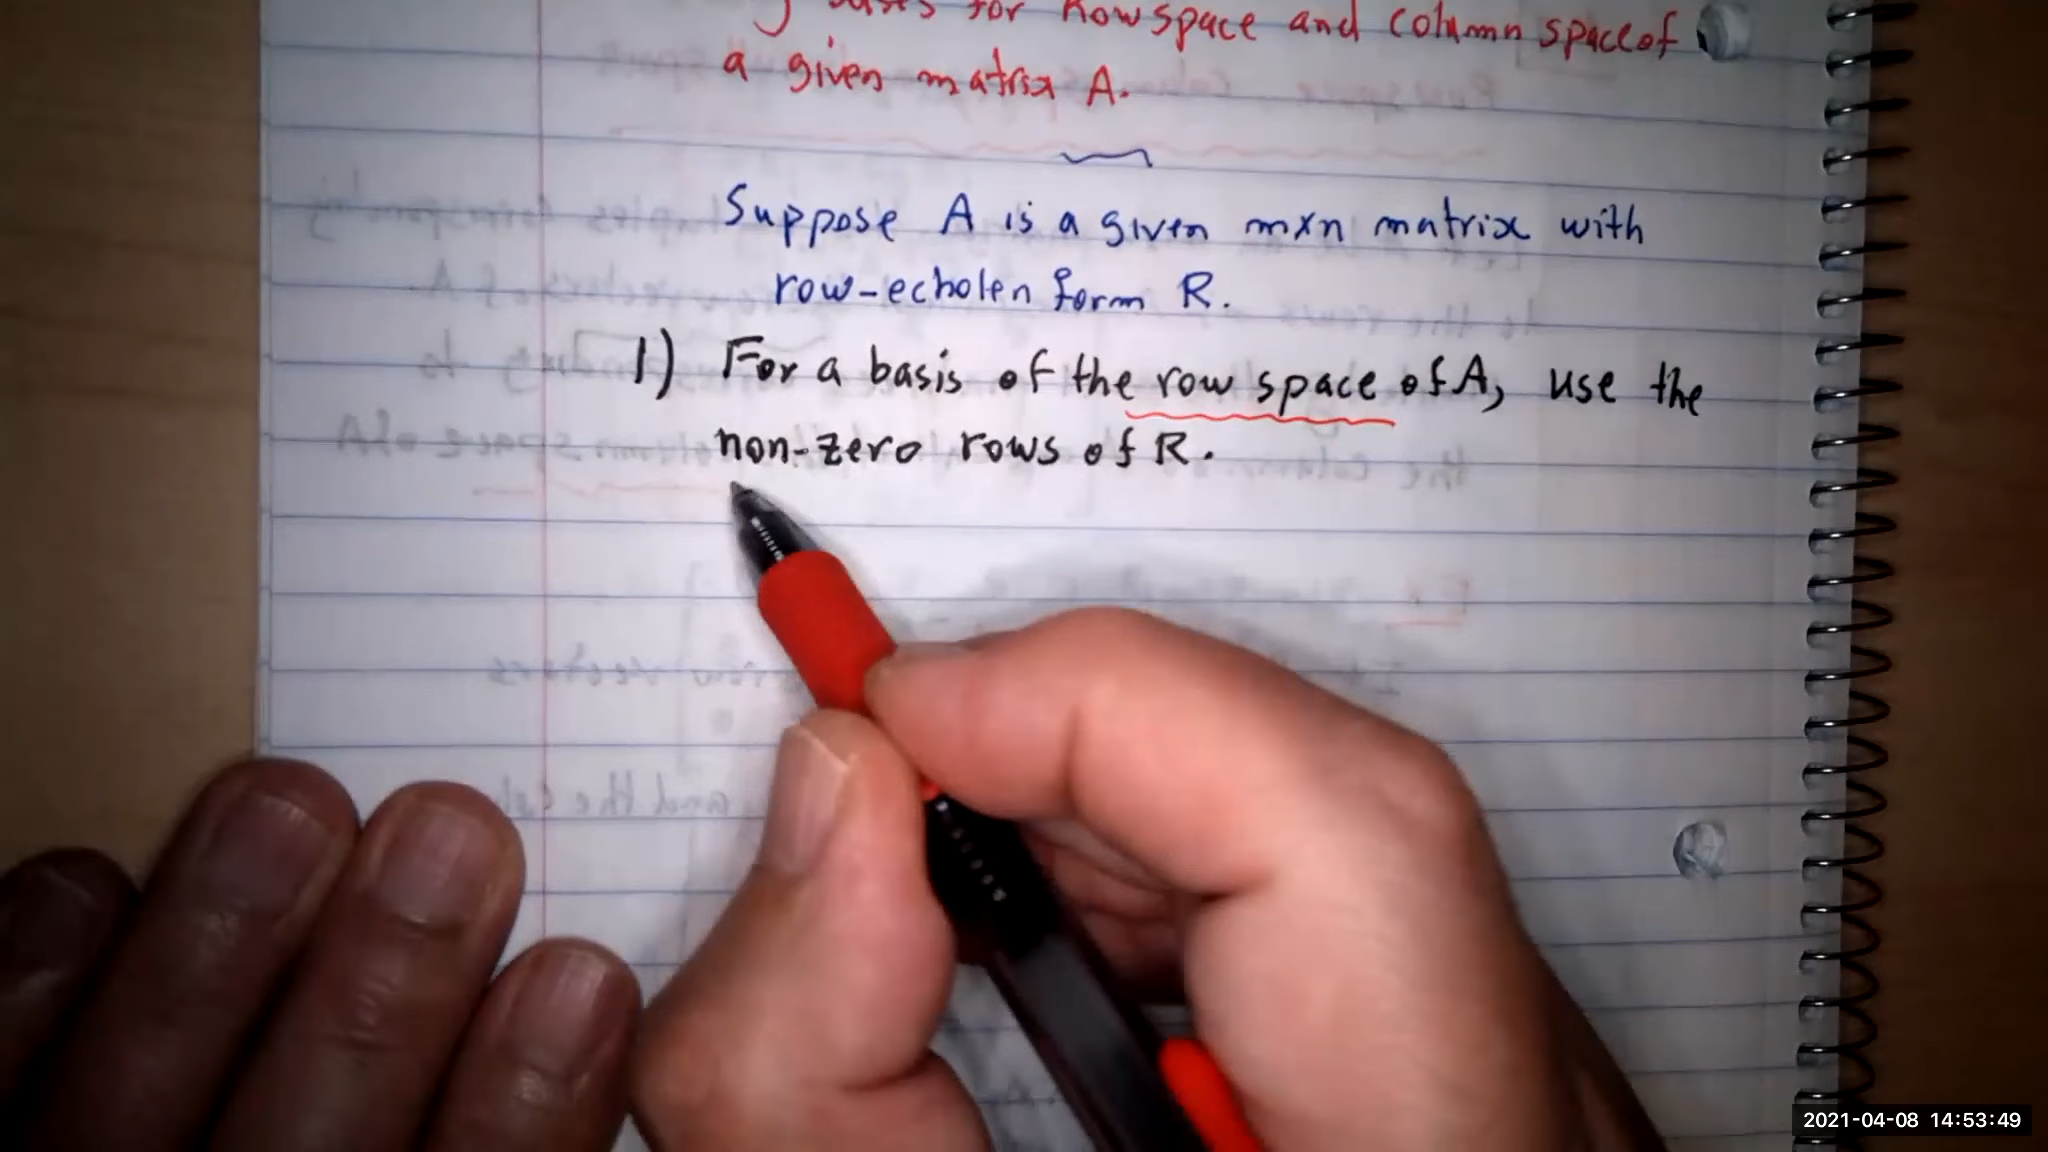 bases for Row space and column space of
a given matrix A.
Suppose A is a given mxn matrix with
row-echolen form R.
1) For a basis of the row space of A, use the
non-zero rows of R.
2021-04-08 14:53:49